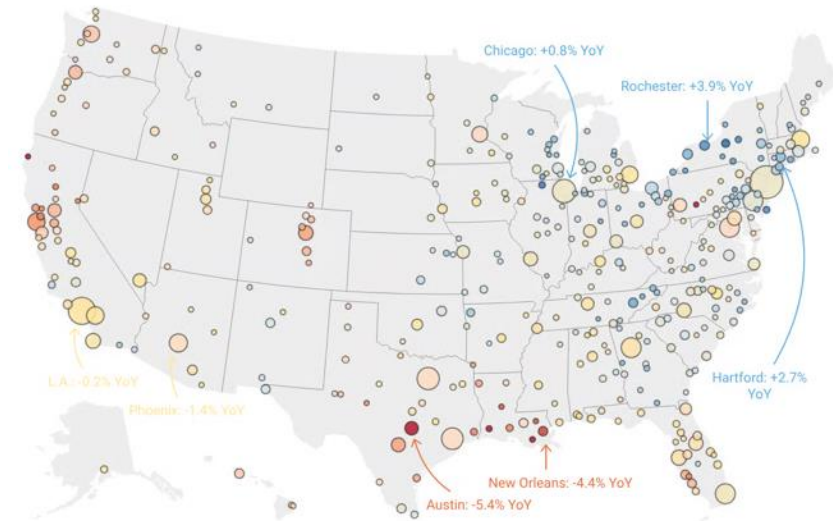 Chicago: +0.8% YoY
Rochester: +3.9% YoY
Hartford: +2.7%
YoY
L.A.: -0.2% YoY
Phoenix: -1.4% YoY
New Orleans: -4.4% YoY
Austin: -5.4% YoY